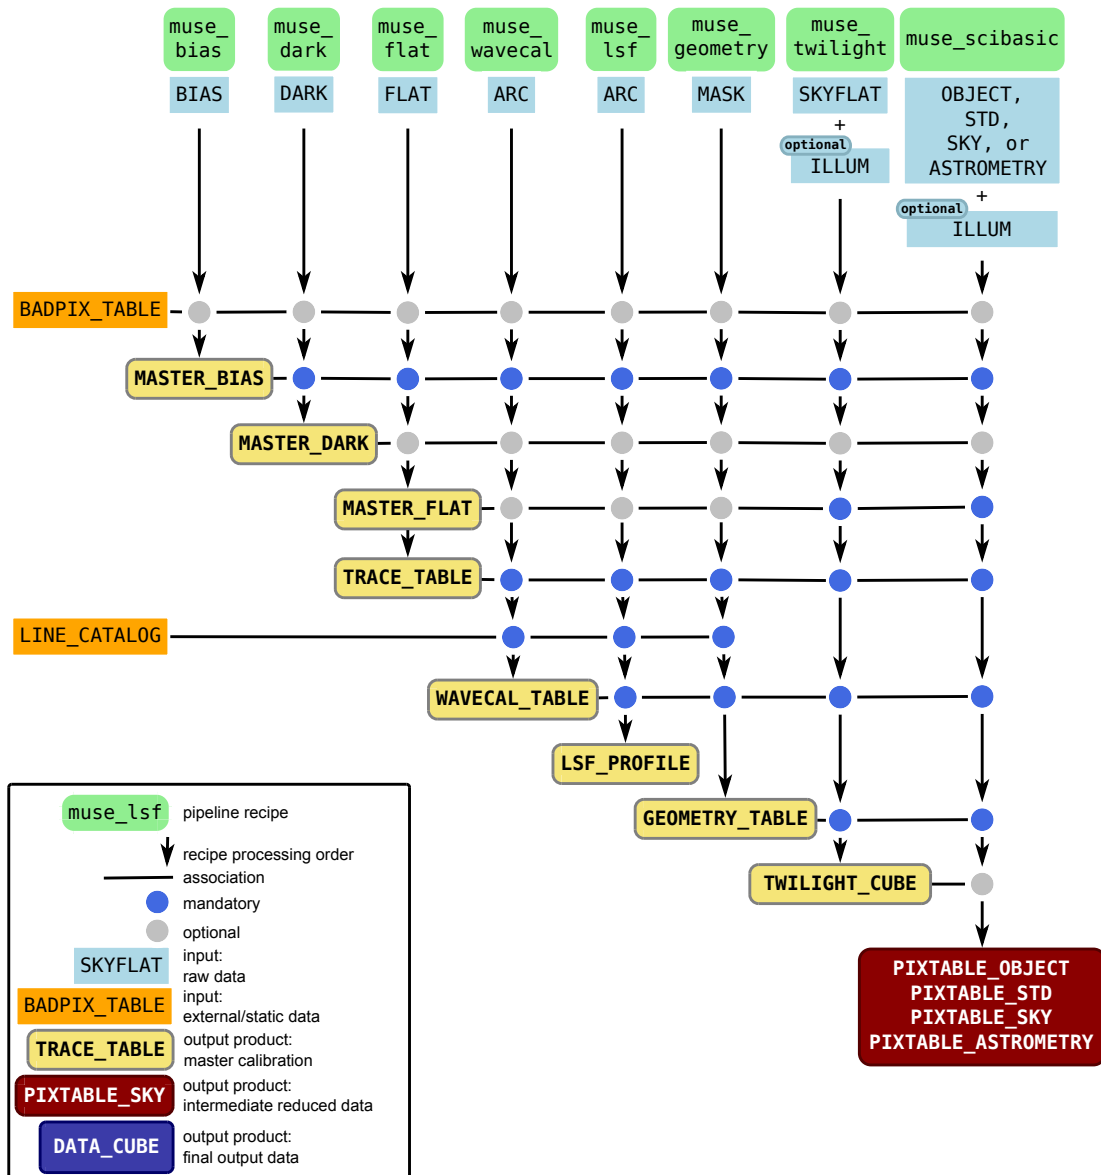 muse_
bias
muse_
dark
muse_
flat
muse_
wavecal
muse_
lsf
muse_
geometry
muse_
twilight
muse_scibasic
BIAS
DARK
FLAT
ARC
ARC
MASK
SKYFLAT
+
optional
ILLUM
OBJECT,
STD,
SKY, or
ASTROMETRY
+
optional
ILLUM
BADPIX_TABLE
MASTER_BIAS
MASTER_DARK
MASTER_FLAT
TRACE_TABLE
LINE_CATALOG
WAVECAL_TABLE
LSF_PROFILE
GEOMETRY_TABLE
TWILIGHT_CUBE
PIXTABLE_OBJECT
PIXTABLE_STD
PIXTABLE_SKY
PIXTABLE_ASTROMETRY
muse_lsf
pipeline recipe
recipe processing order
association
mandatory
optional
SKYFLAT
input:
raw data
BADPIX_TABLE
input:
external/static data
TRACE_TABLE
output product:
master calibration
PIXTABLE_SKY
output product:
intermediate reduced data
DATA_CUBE
output product:
final output data